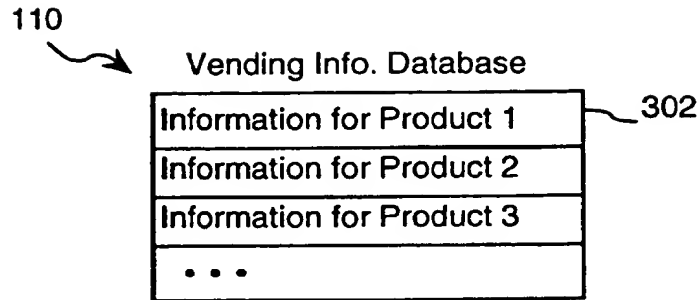 110
Vending Info. Database
Information for Product 1
302
Information for Product 2
Information for Product 3
• • •